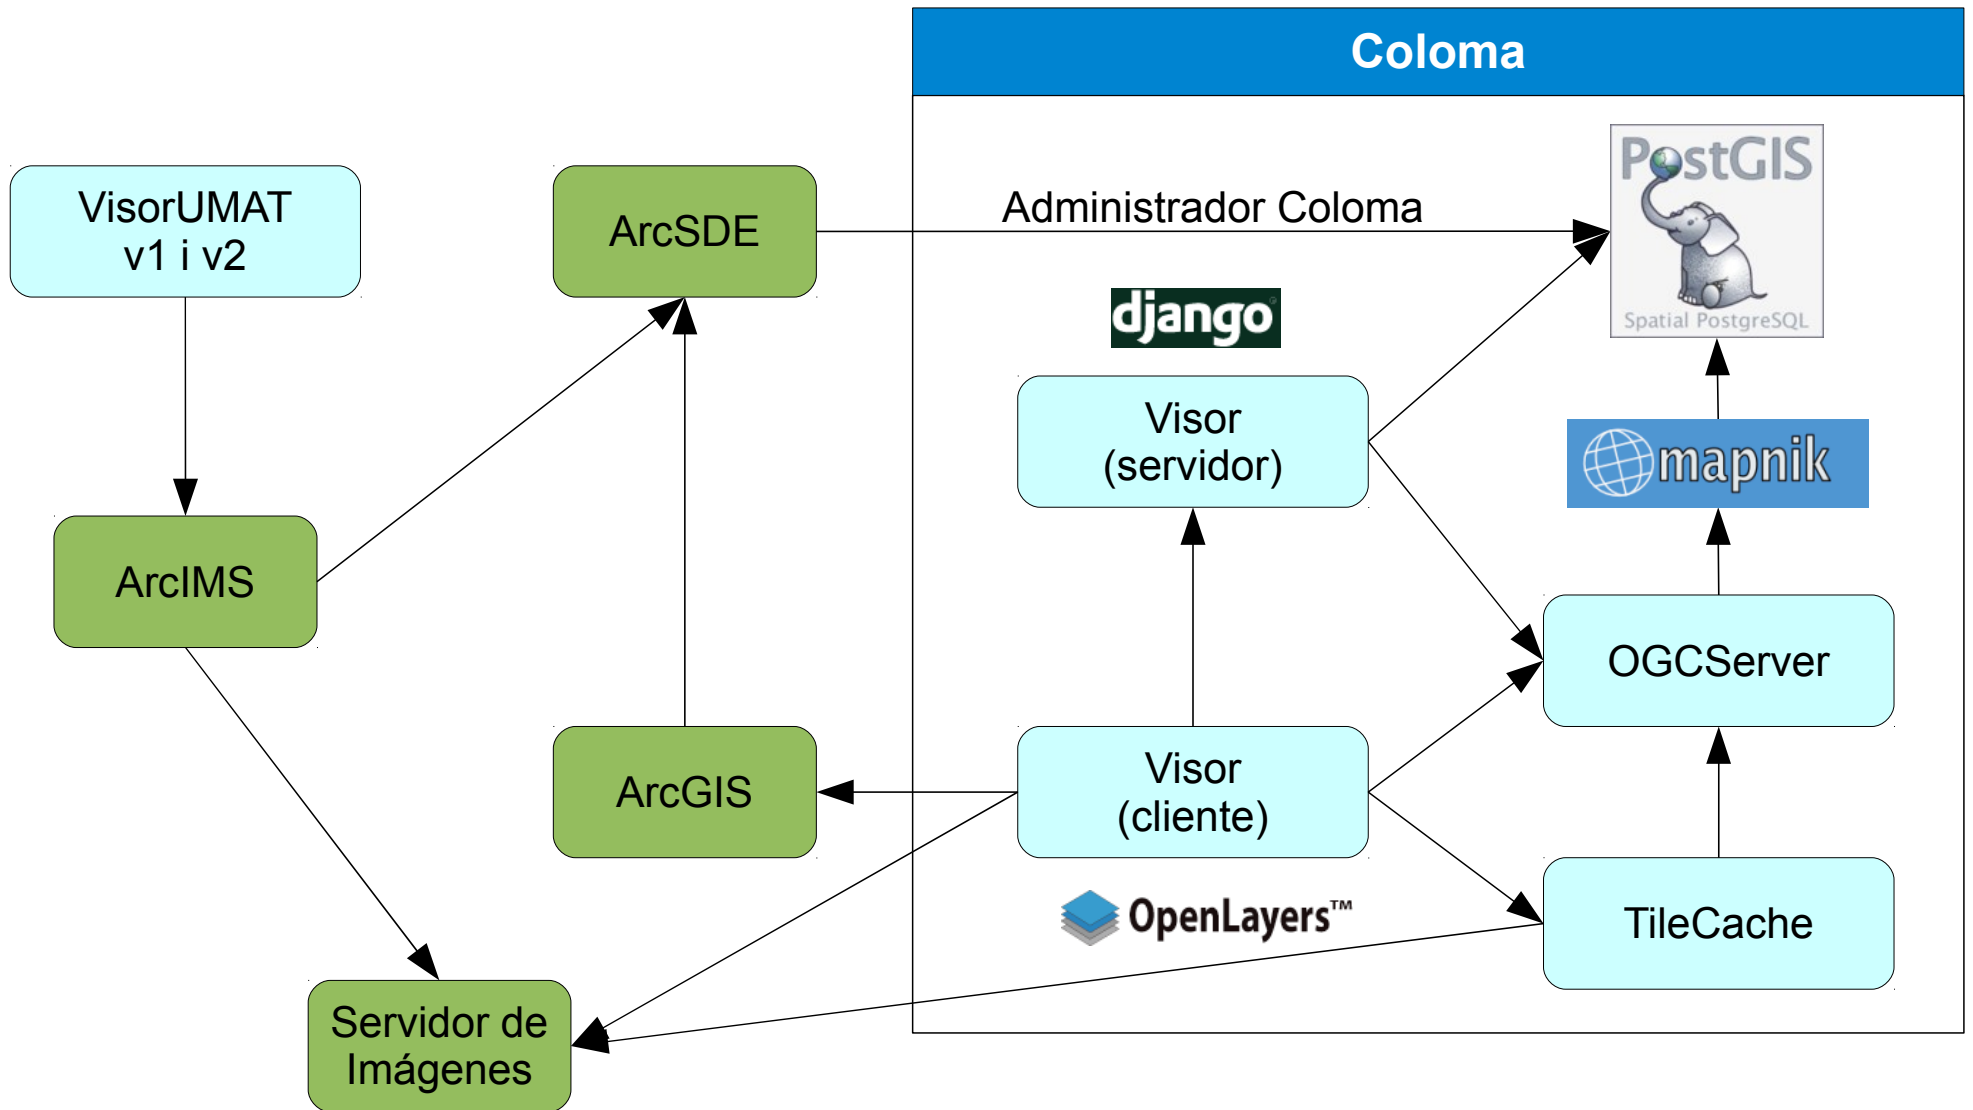 Coloma
PostGIS
Spatial PostgreSQL
VisorUMAT
v1 i v2
ArcSDE
Administrador Coloma
django
Visor
(servidor)
mapnik
ArcIMS
OGCServer
ArcGIS
Visor
(cliente)
OpenLayers™
TileCache
Servidor de
Imágenes